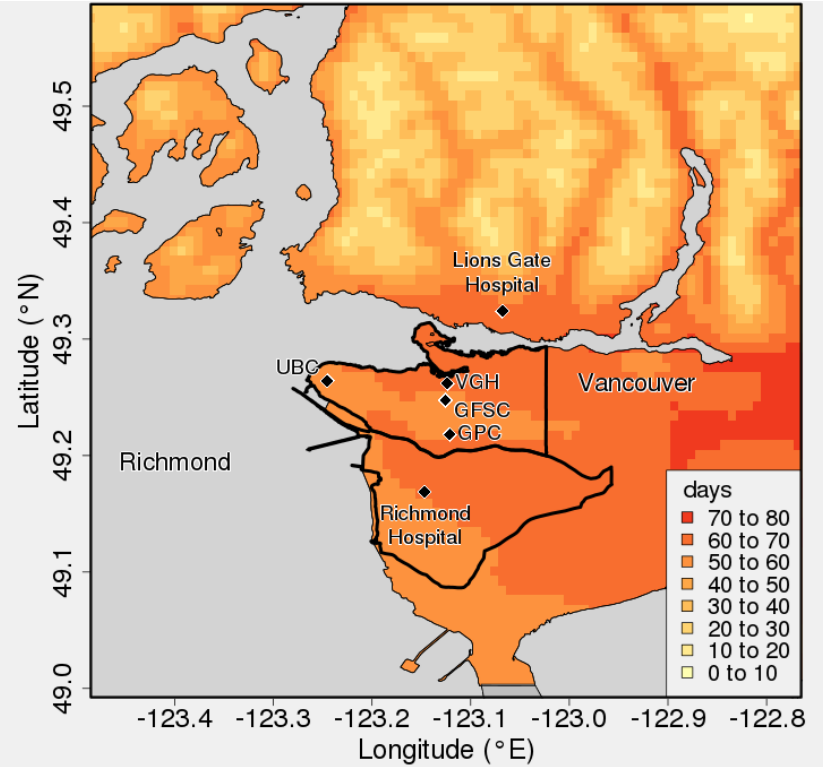 Latitude (°N)
49.5
49.4
49.3
49.2
49.1
49.0
Lions Gate
Hospital
UBC
VGH
Vancouver
GFSC
GPC
Richmond
Richmond
Hospital
days
70 to 80
60 to 70
50 to 60
40 to 50
30 to 40
20 to 30
10 to 20
0 to 10
-123.4 -123.3 -123.2 -123.1 -123.0 -122.9 -122.8
Longitude (°E)